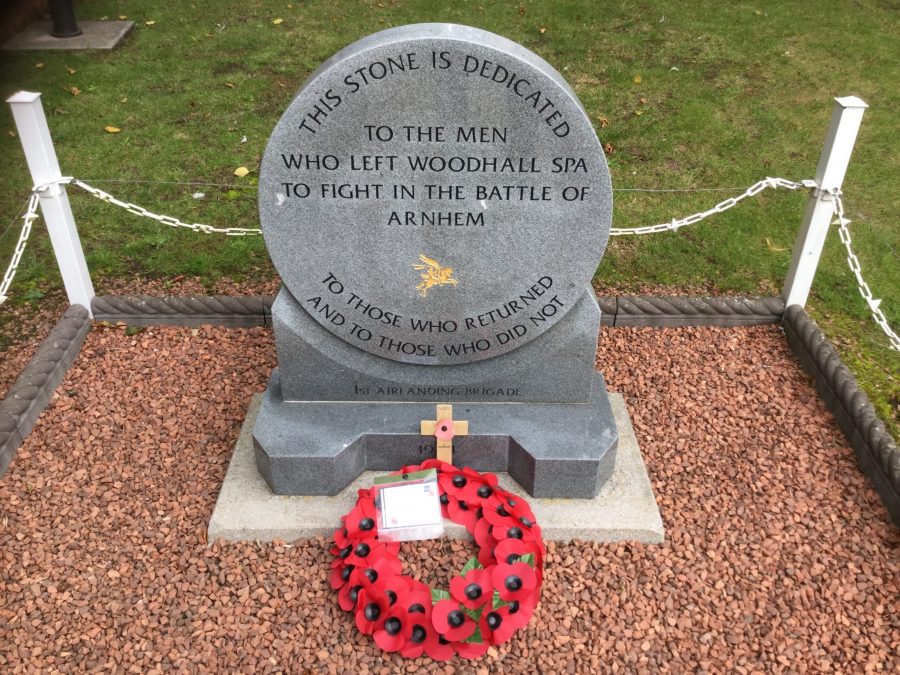 THIS STONE IS DEDICATED
TO THE MEN
WHO LEFT WOODHALL SPA
TO FIGHT IN THE BATTLE OF
ARNHEM
TO THOSE WHO RETURNED
AND TO THOSE WHO DID NOT
1ST AIRLANDING BRIGADE